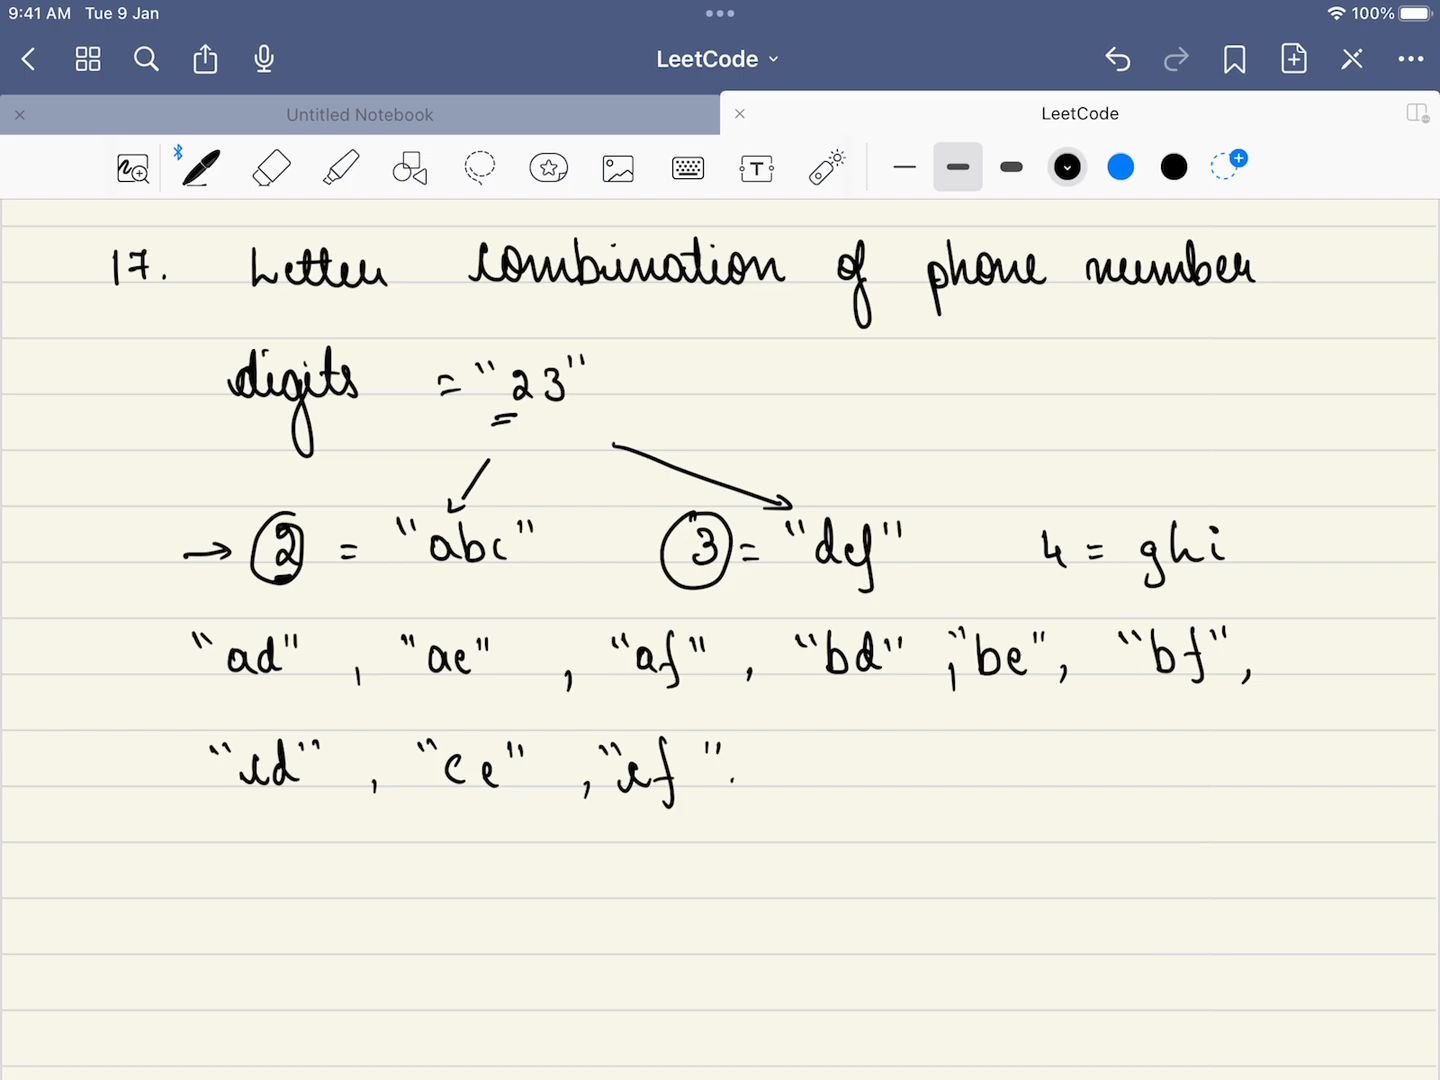 9:41 AM Tue 9 Jan
100%
LeetCode
Untitled Notebook
LeetCode
T
17. Letter combination of phone number
digits = "23"
→ 2 = "abc" 3 = "def" 4 = ghi
"ad", "ae", "af", "bd", "be", "bf",
"cd", "ce", "cf".